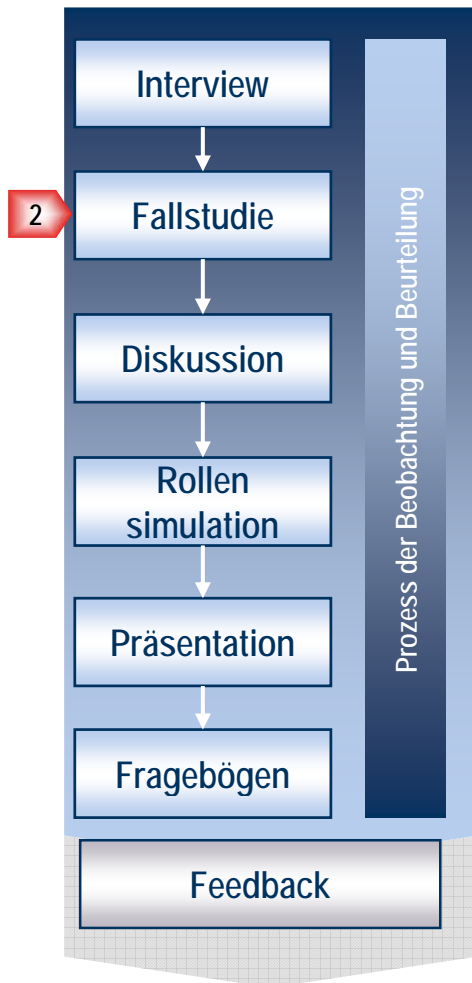 Interview
2
Fallstudie
Diskussion
Rollen
simulation
Präsentation
Fragebögen
Prozess der Beobachtung und Beurteilung
Feedback